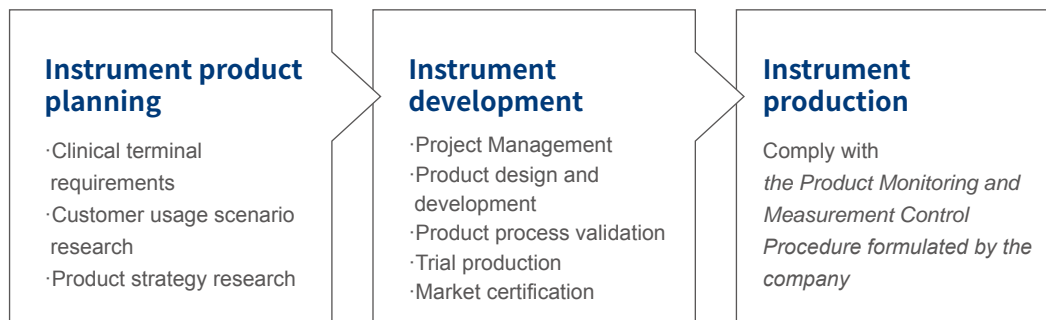 Instrument product
planning
·Clinical terminal
requirements
·Customer usage scenario
research
·Product strategy research
Instrument
development
·Project Management
·Product design and
development
·Product process validation
·Trial production
·Market certification
Instrument
production
Comply with
the Product Monitoring and
Measurement Control
Procedure formulated by the
company